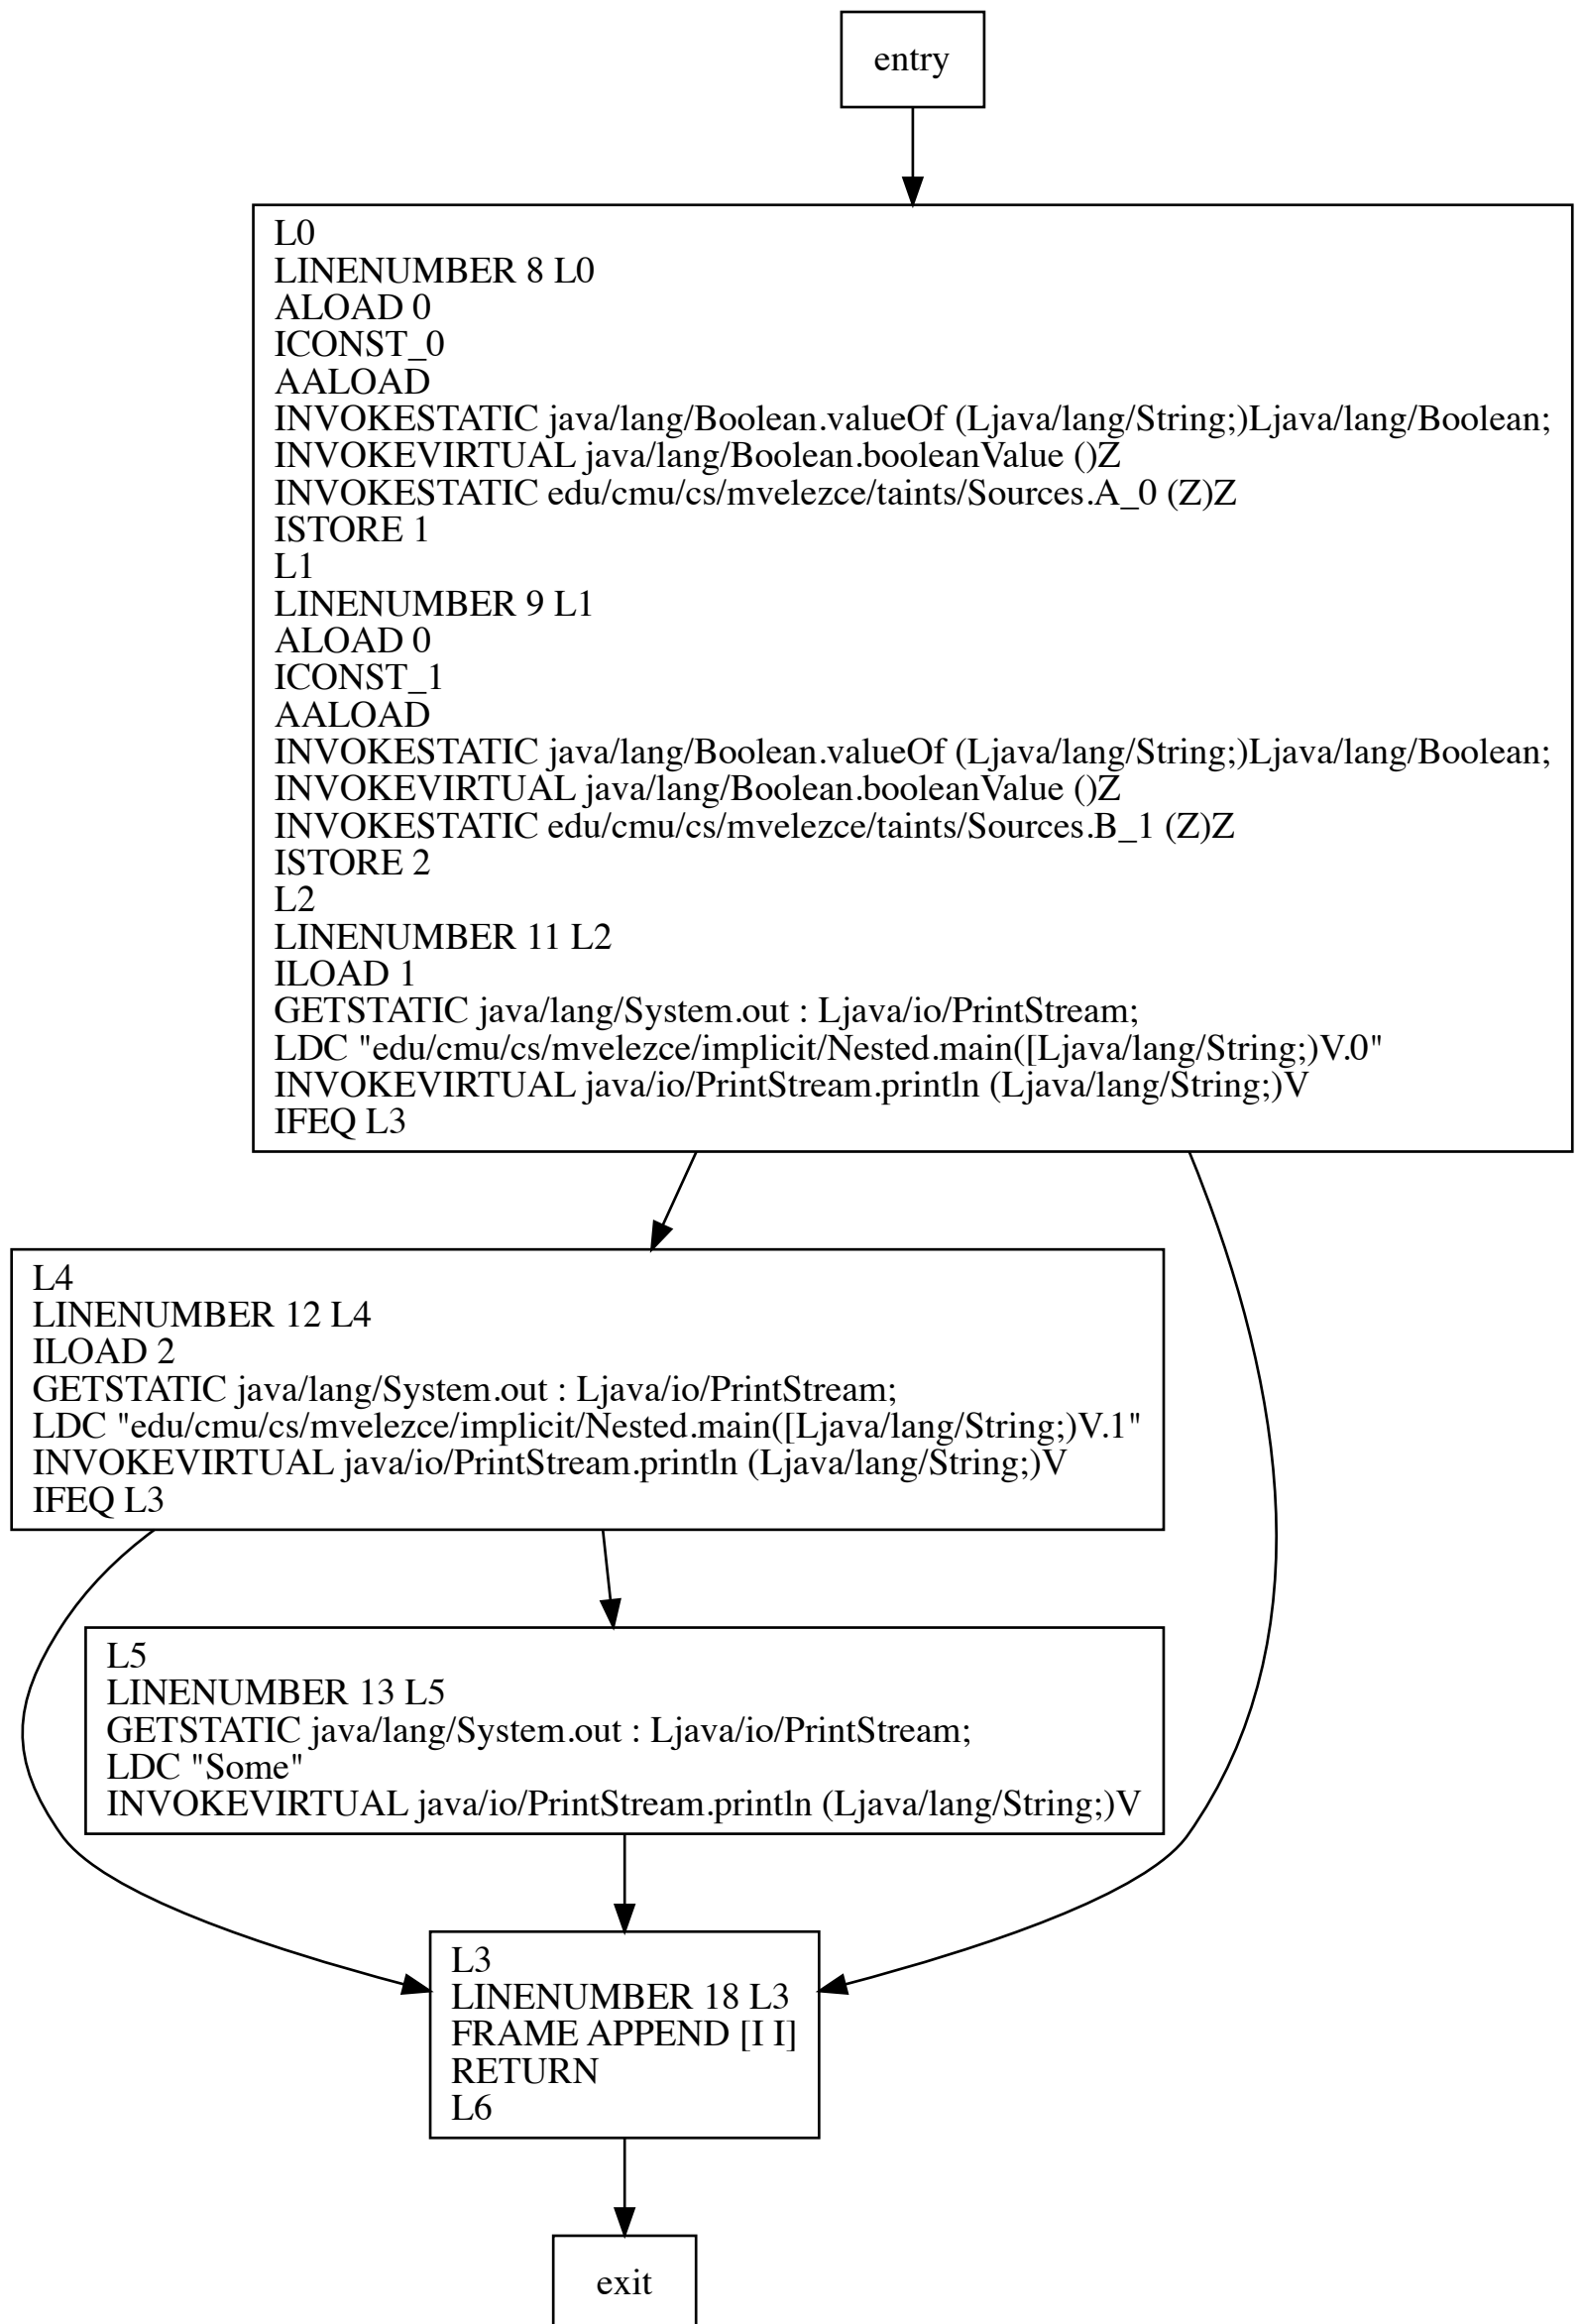 entry
L0
LINENUMBER 8 L0
ALOAD 0
ICONST_0
AALOAD
INVOKESTATIC java/lang/Boolean.valueOf (Ljava/lang/String;)Ljava/lang/Boolean;
INVOKEVIRTUAL java/lang/Boolean.booleanValue ()Z
INVOKESTATIC edu/cmu/cs/mvelezce/taints/Sources.A_0 (Z)Z
ISTORE 1
L1
LINENUMBER 9 L1
ALOAD 0
ICONST_1
AALOAD
INVOKESTATIC java/lang/Boolean.valueOf (Ljava/lang/String;)Ljava/lang/Boolean;
INVOKEVIRTUAL java/lang/Boolean.booleanValue ()Z
INVOKESTATIC edu/cmu/cs/mvelezce/taints/Sources.B_1 (Z)Z
ISTORE 2
L2
LINENUMBER 11 L2
ILOAD 1
GETSTATIC java/lang/System.out : Ljava/io/PrintStream;
LDC "edu/cmu/cs/mvelezce/implicit/Nested.main([Ljava/lang/String;)V.0"
INVOKEVIRTUAL java/io/PrintStream.println (Ljava/lang/String;)V
IFEQ L3
L4
LINENUMBER 12 L4
ILOAD 2
GETSTATIC java/lang/System.out : Ljava/io/PrintStream;
LDC "edu/cmu/cs/mvelezce/implicit/Nested.main([Ljava/lang/String;)V.1"
INVOKEVIRTUAL java/io/PrintStream.println (Ljava/lang/String;)V
IFEQ L3
L5
LINENUMBER 13 L5
GETSTATIC java/lang/System.out : Ljava/io/PrintStream;
LDC "Some"
INVOKEVIRTUAL java/io/PrintStream.println (Ljava/lang/String;)V
L3
LINENUMBER 18 L3
FRAME APPEND [I I]
RETURN
L6
exit